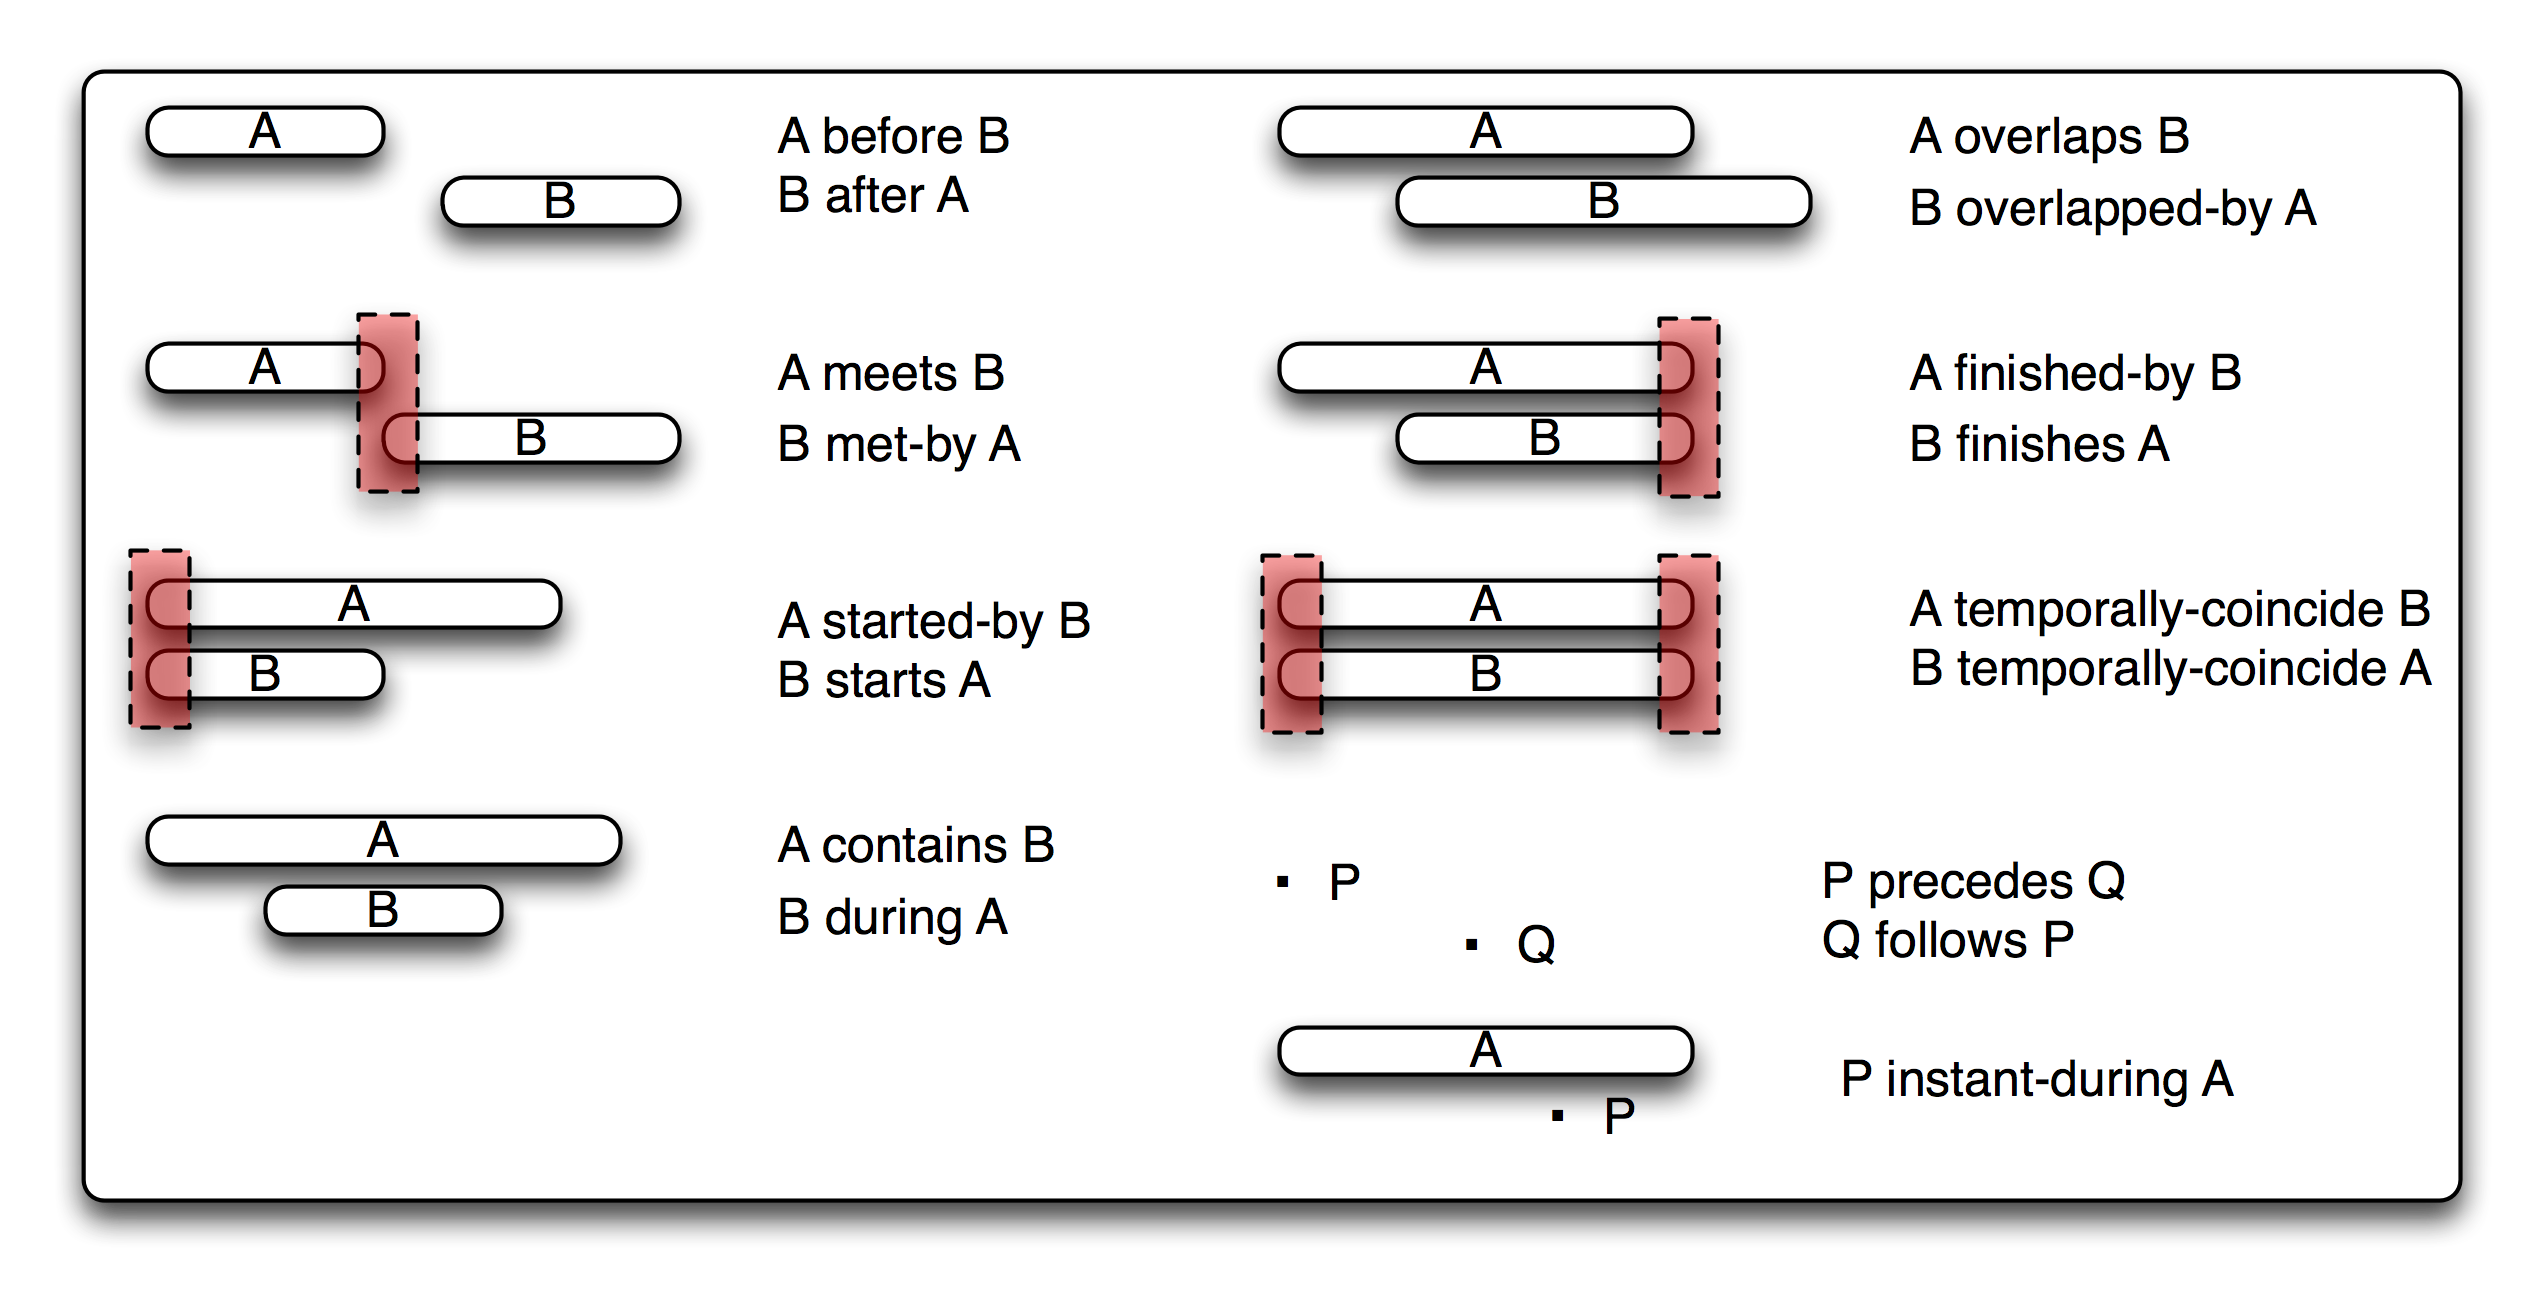 A
B
A before B
B after A
A
B
A overlaps B
B overlapped-by A
A
B
A meets B
B met-by A
A
B
A finished-by B
B finishes A
A
B
A started-by B
B starts A
A
B
A temporally-coincide B
B temporally-coincide A
A
B
A contains B
B during A
P
Q
P precedes Q
Q follows P
A
P
P instant-during A